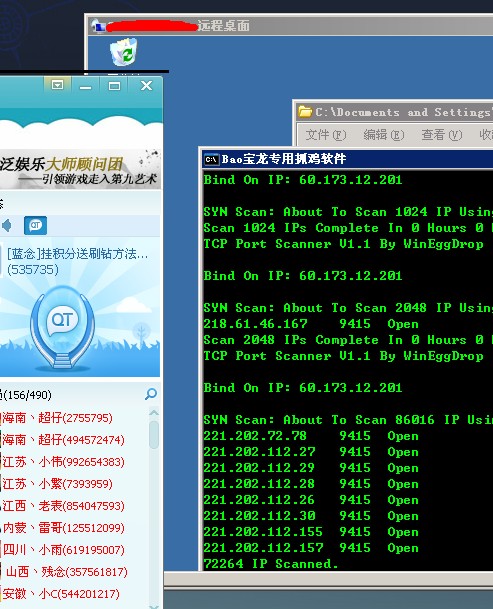 远程桌面
C:\Documents and Settings
文件(F) 编辑(E) 查看(V) 收
泛娱乐大师顾问团
——引领游戏走入第九艺术
QT
[蓝念]挂积分送刷钻方法...
(535735)
QT
(156/490)
海南丶超仔(2755795)
海南丶超仔(494572474)
江苏丶小伟(992654383)
江苏丶小繁(7393959)
江西丶老表(854047593)
内蒙丶雷哥(125512099)
四川丶小雨(619195007)
山西丶残念(357561817)
安徽丶小C(544201217)
C:\ Bao宝龙专用抓鸡软件
Bind On IP: 60.173.12.201
SYN Scan: About To Scan 1024 IP Using
Scan 1024 IPs Complete In 0 Hours 0
TCP Port Scanner V1.1 By WinEggDrop
Bind On IP: 60.173.12.201
SYN Scan: About To Scan 2048 IP Using
218.61.46.167 9415 Open
Scan 2048 IPs Complete In 0 Hours 0
TCP Port Scanner V1.1 By WinEggDrop
Bind On IP: 60.173.12.201
SYN Scan: About To Scan 86016 IP Usin
221.202.72.78 9415 Open
221.202.112.27 9415 Open
221.202.112.29 9415 Open
221.202.112.28 9415 Open
221.202.112.26 9415 Open
221.202.112.30 9415 Open
221.202.112.155 9415 Open
221.202.112.157 9415 Open
72264 IP Scanned.